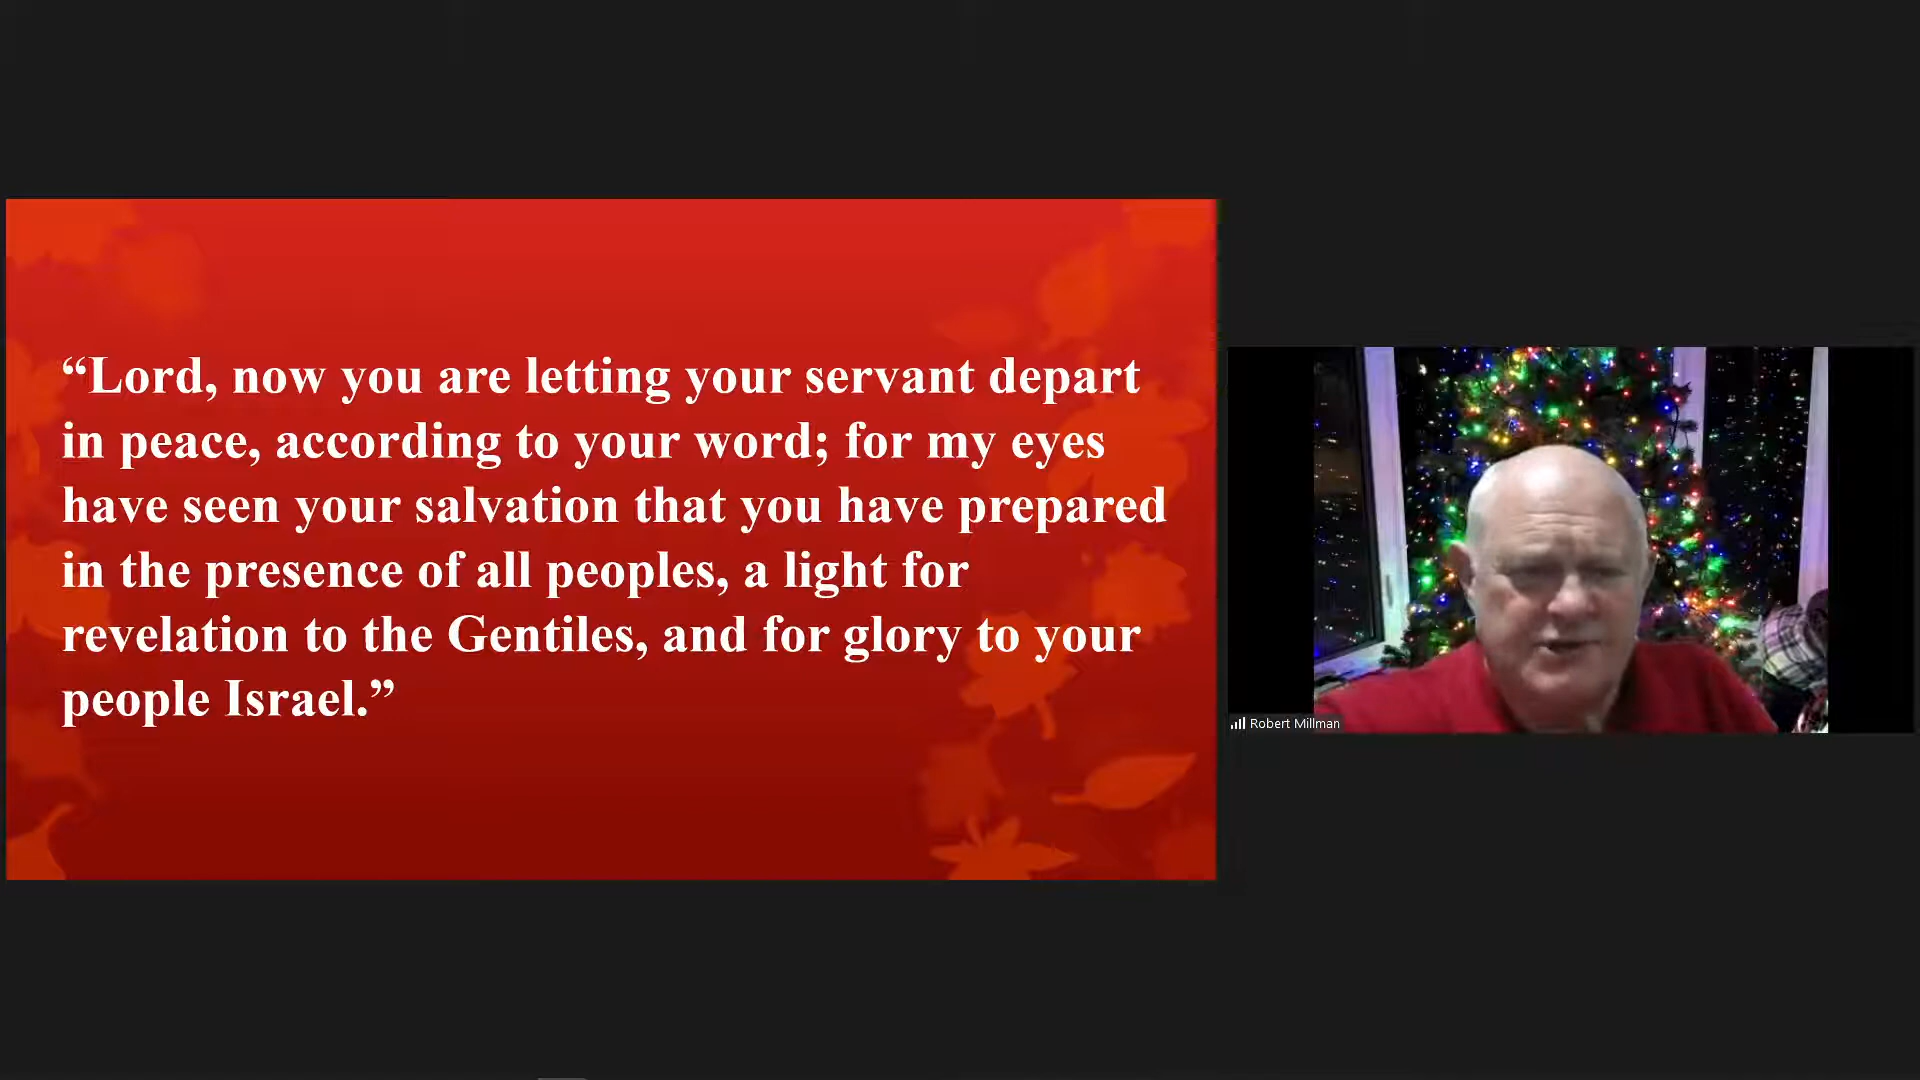 “Lord, now you are letting your servant depart
in peace, according to your word; for my eyes
have seen your salvation that you have prepared
in the presence of all peoples, a light for
revelation to the Gentiles, and for glory to your
people Israel.”
Robert Millman